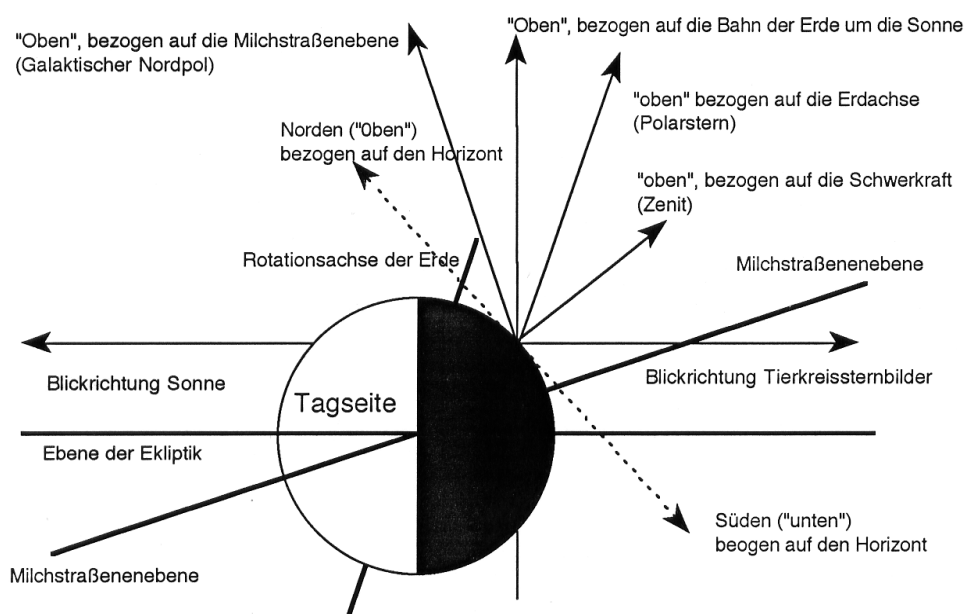 "Oben", bezogen auf die Milchstraßenebene
(Galaktischer Nordpol)
"Oben", bezogen auf die Bahn der Erde um die Sonne
"oben" bezogen auf die Erdachse
(Polarstern)
Norden ("0ben")
bezogen auf den Horizont
"oben", bezogen auf die Schwerkraft
(Zenit)
Rotationsachse der Erde
Milchstraßenenebene
Blickrichtung Sonne
Blickrichtung Tierkreissternbilder
Tagseite
Ebene der Ekliptik
Süden ("unten")
beogen auf den Horizont
Milchstraßenenebene